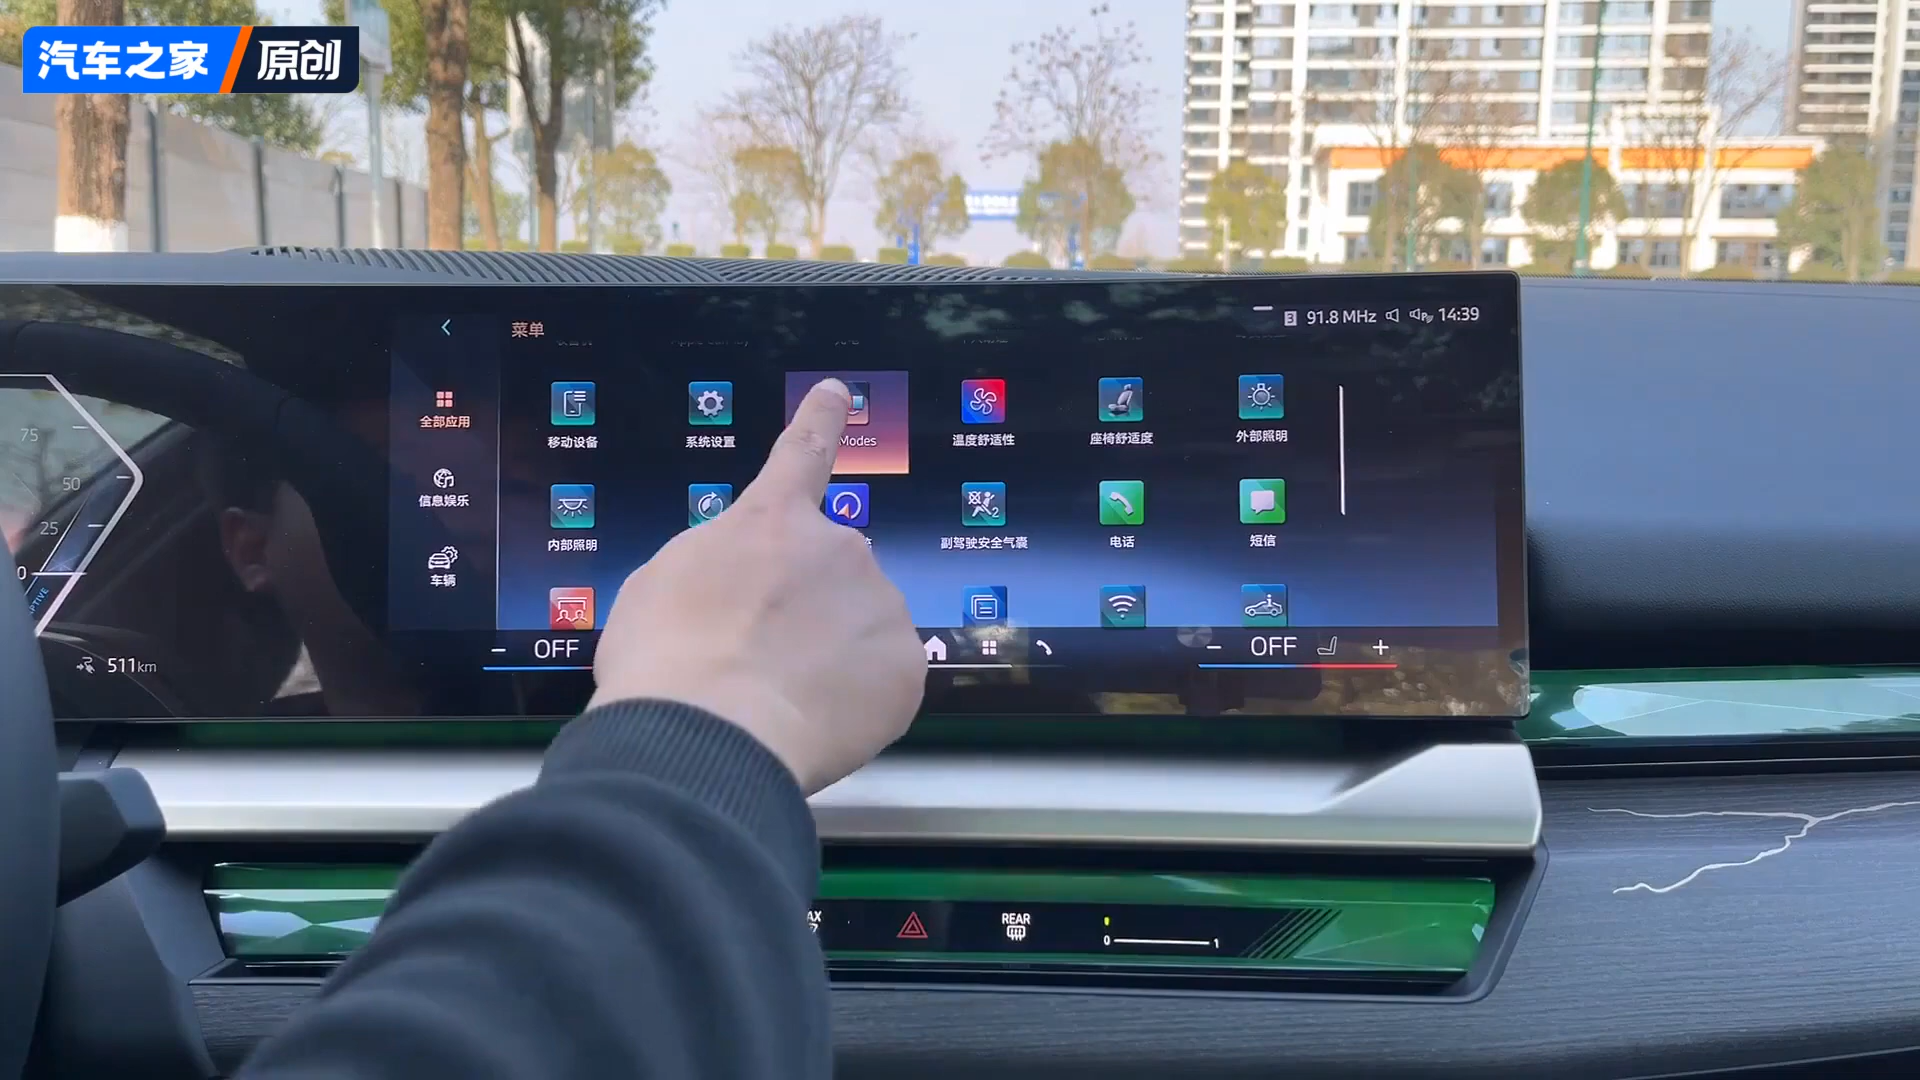 汽车之家 原创
菜单
3 91.8 MHz 14:39
全部应用
信息娱乐
车辆
移动设备
系统设置
Modes
温度舒适性
座椅舒适度
外部照明
内部照明
副驾驶安全气囊
电话
短信
75
50
25
0
511km
OFF
OFF
REAR
0
1